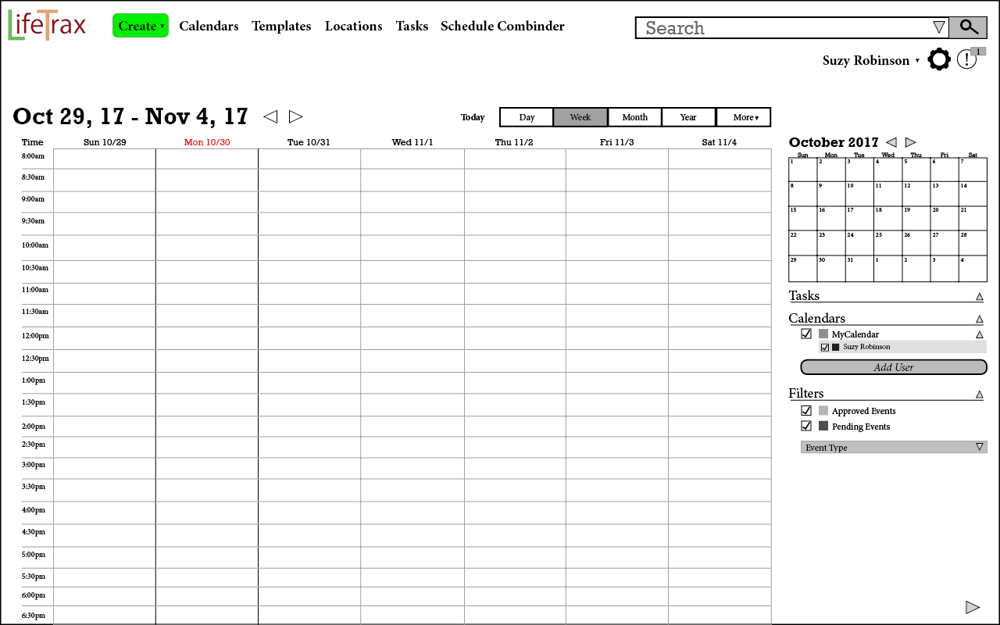 LifeTrax
Create Calendars Templates Locations Tasks Schedule Combinder
Search
Suzy Robinson ! 1
Oct 29, 17 - Nov 4, 17
Today Day Week Month Year More
Time Sun 10/29 Mon 10/30 Tue 10/31 Wed 11/1 Thu 11/2 Fri 11/3 Sat 11/4
8:00am
8:30am
9:00am
9:30am
10:00am
10:30am
11:00am
11:30am
12:00pm
12:30pm
1:00pm
1:30pm
2:00pm
2:30pm
3:00pm
3:30pm
4:00pm
4:30pm
5:00pm
5:30pm
6:00pm
6:30pm
October 2017
Sun Mon Tue Wed Thu Fri Sat
1 2 3 4 5 6 7
8 9 10 11 12 13 14
15 16 17 18 19 20 21
22 23 24 25 26 27 28
29 30 31 1 2 3 4
Tasks
Calendars
MyCalendar
Suzy Robinson
Add User
Filters
Approved Events
Pending Events
Event Type